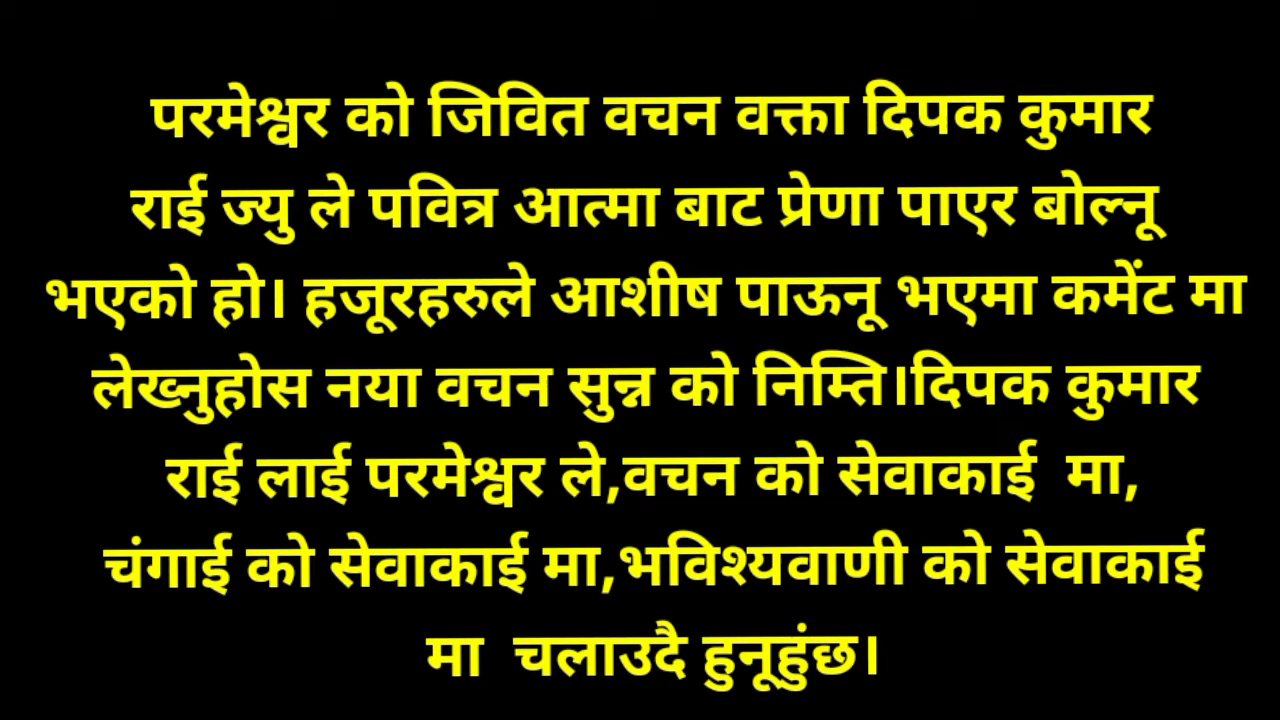 परमेश्वर को जिवित वचन वक्ता दिपक कुमार
राई ज्यु ले पवित्र आत्मा बाट प्रेणा पाएर बोल्नू
भएको हो। हजूरहरुले आशीष पाऊनू भएमा कमेंट मा
लेख्नुहोस नया वचन सुन्न को निम्ति।दिपक कुमार
राई लाई परमेश्वर ले,वचन को सेवाकाई  मा,
चंगाई को सेवाकाई मा,भविश्यवाणी को सेवाकाई
मा  चलाउदै हुनूहुंछ।